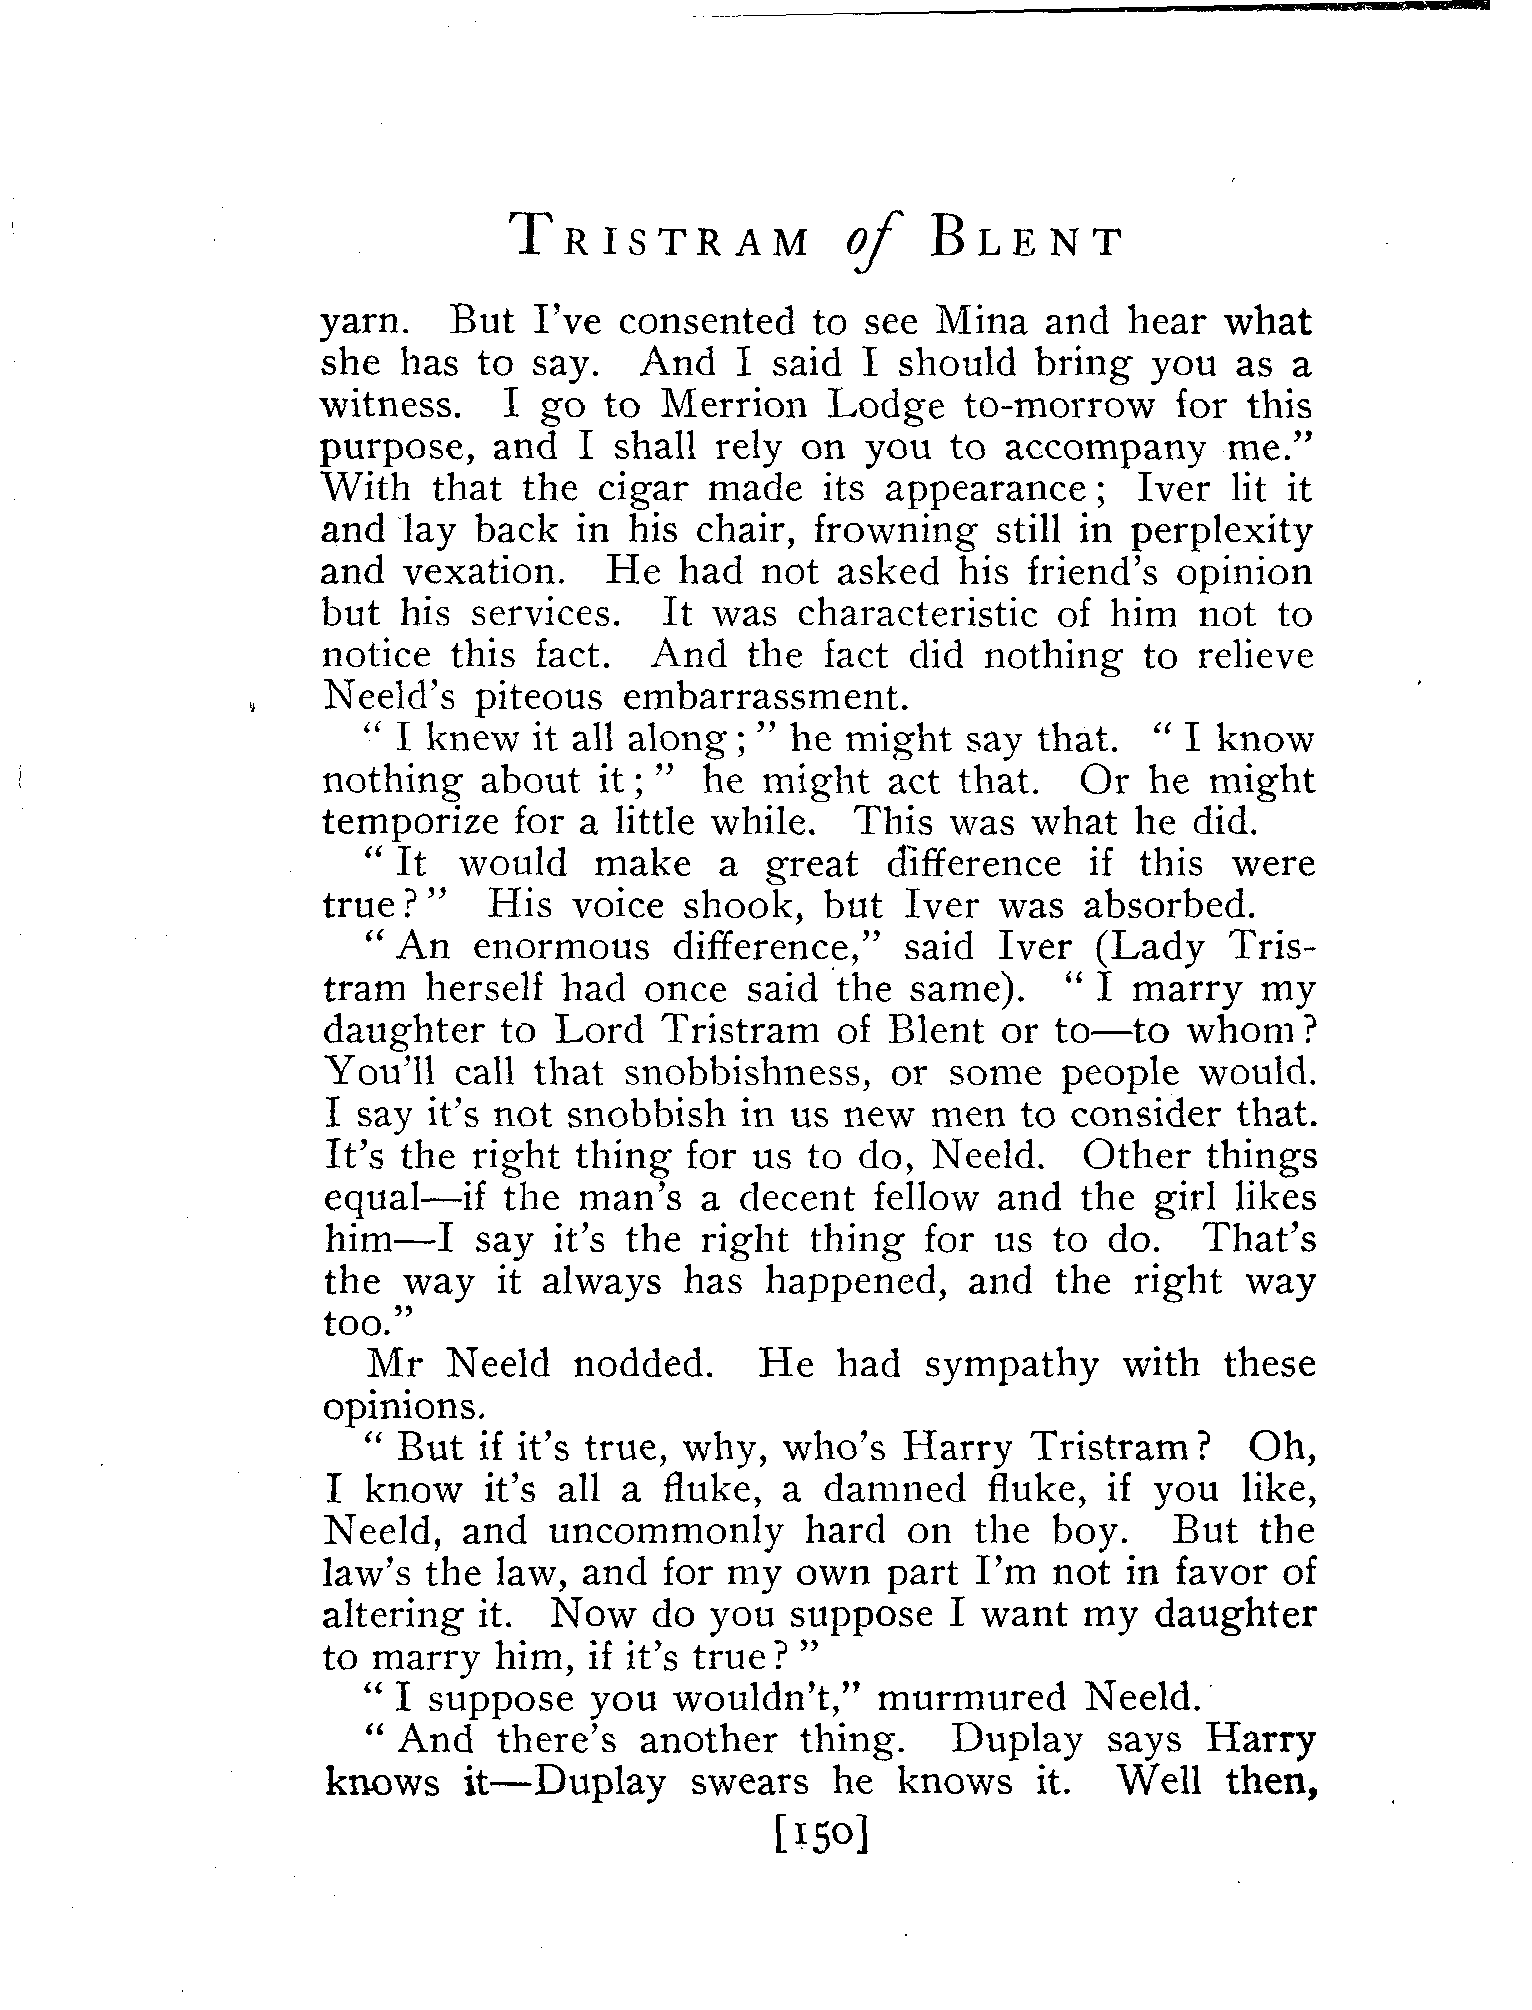 TRISTRAM of BLENT
yarn. But I've consented to see Mina and hear what
she has to say. And I said I should bring you as a
witness. I go to Merrion Lodge to-morrow for this
purpose, and I shall rely on you to accompany me."
With that the cigar made its appearance; Iver lit it
and lay back in his chair, frowning still in perplexity
and vexation. He had not asked his friend's opinion
but his services. It was characteristic of him not to
notice this fact. And the fact did nothing to relieve
Neeld's piteous embarrassment.
"I knew it all along;" he might say that. "I know
nothing about it;" he might act that. Or he might
temporize for a little while. This was what he did.
"It would make a great difference if this were
true?" His voice shook, but Iver was absorbed.
"An enormous difference," said Iver (Lady Tris-
tram herself had once said the same). "I marry my
daughter to Lord Tristram of Blent or to—to whom?
You'll call that snobbishness, or some people would.
I say it's not snobbish in us new men to consider that.
It's the right thing for us to do, Neeld. Other things
equal—if the man's a decent fellow and the girl likes
him—I say it's the right thing for us to do. That's
the way it always has happened, and the right way
too."
Mr Neeld nodded. He had sympathy with these
opinions.
"But if it's true, why, who's Harry Tristram? Oh,
I know it's all a fluke, a damned fluke, if you like,
Neeld, and uncommonly hard on the boy. But the
law's the law, and for my own part I'm not in favor of
altering it. Now do you suppose I want my daughter
to marry him, if it's true?"
"I suppose you wouldn't," murmured Neeld.
"And there's another thing. Duplay says Harry
knows it—Duplay swears he knows it. Well then,
[150]